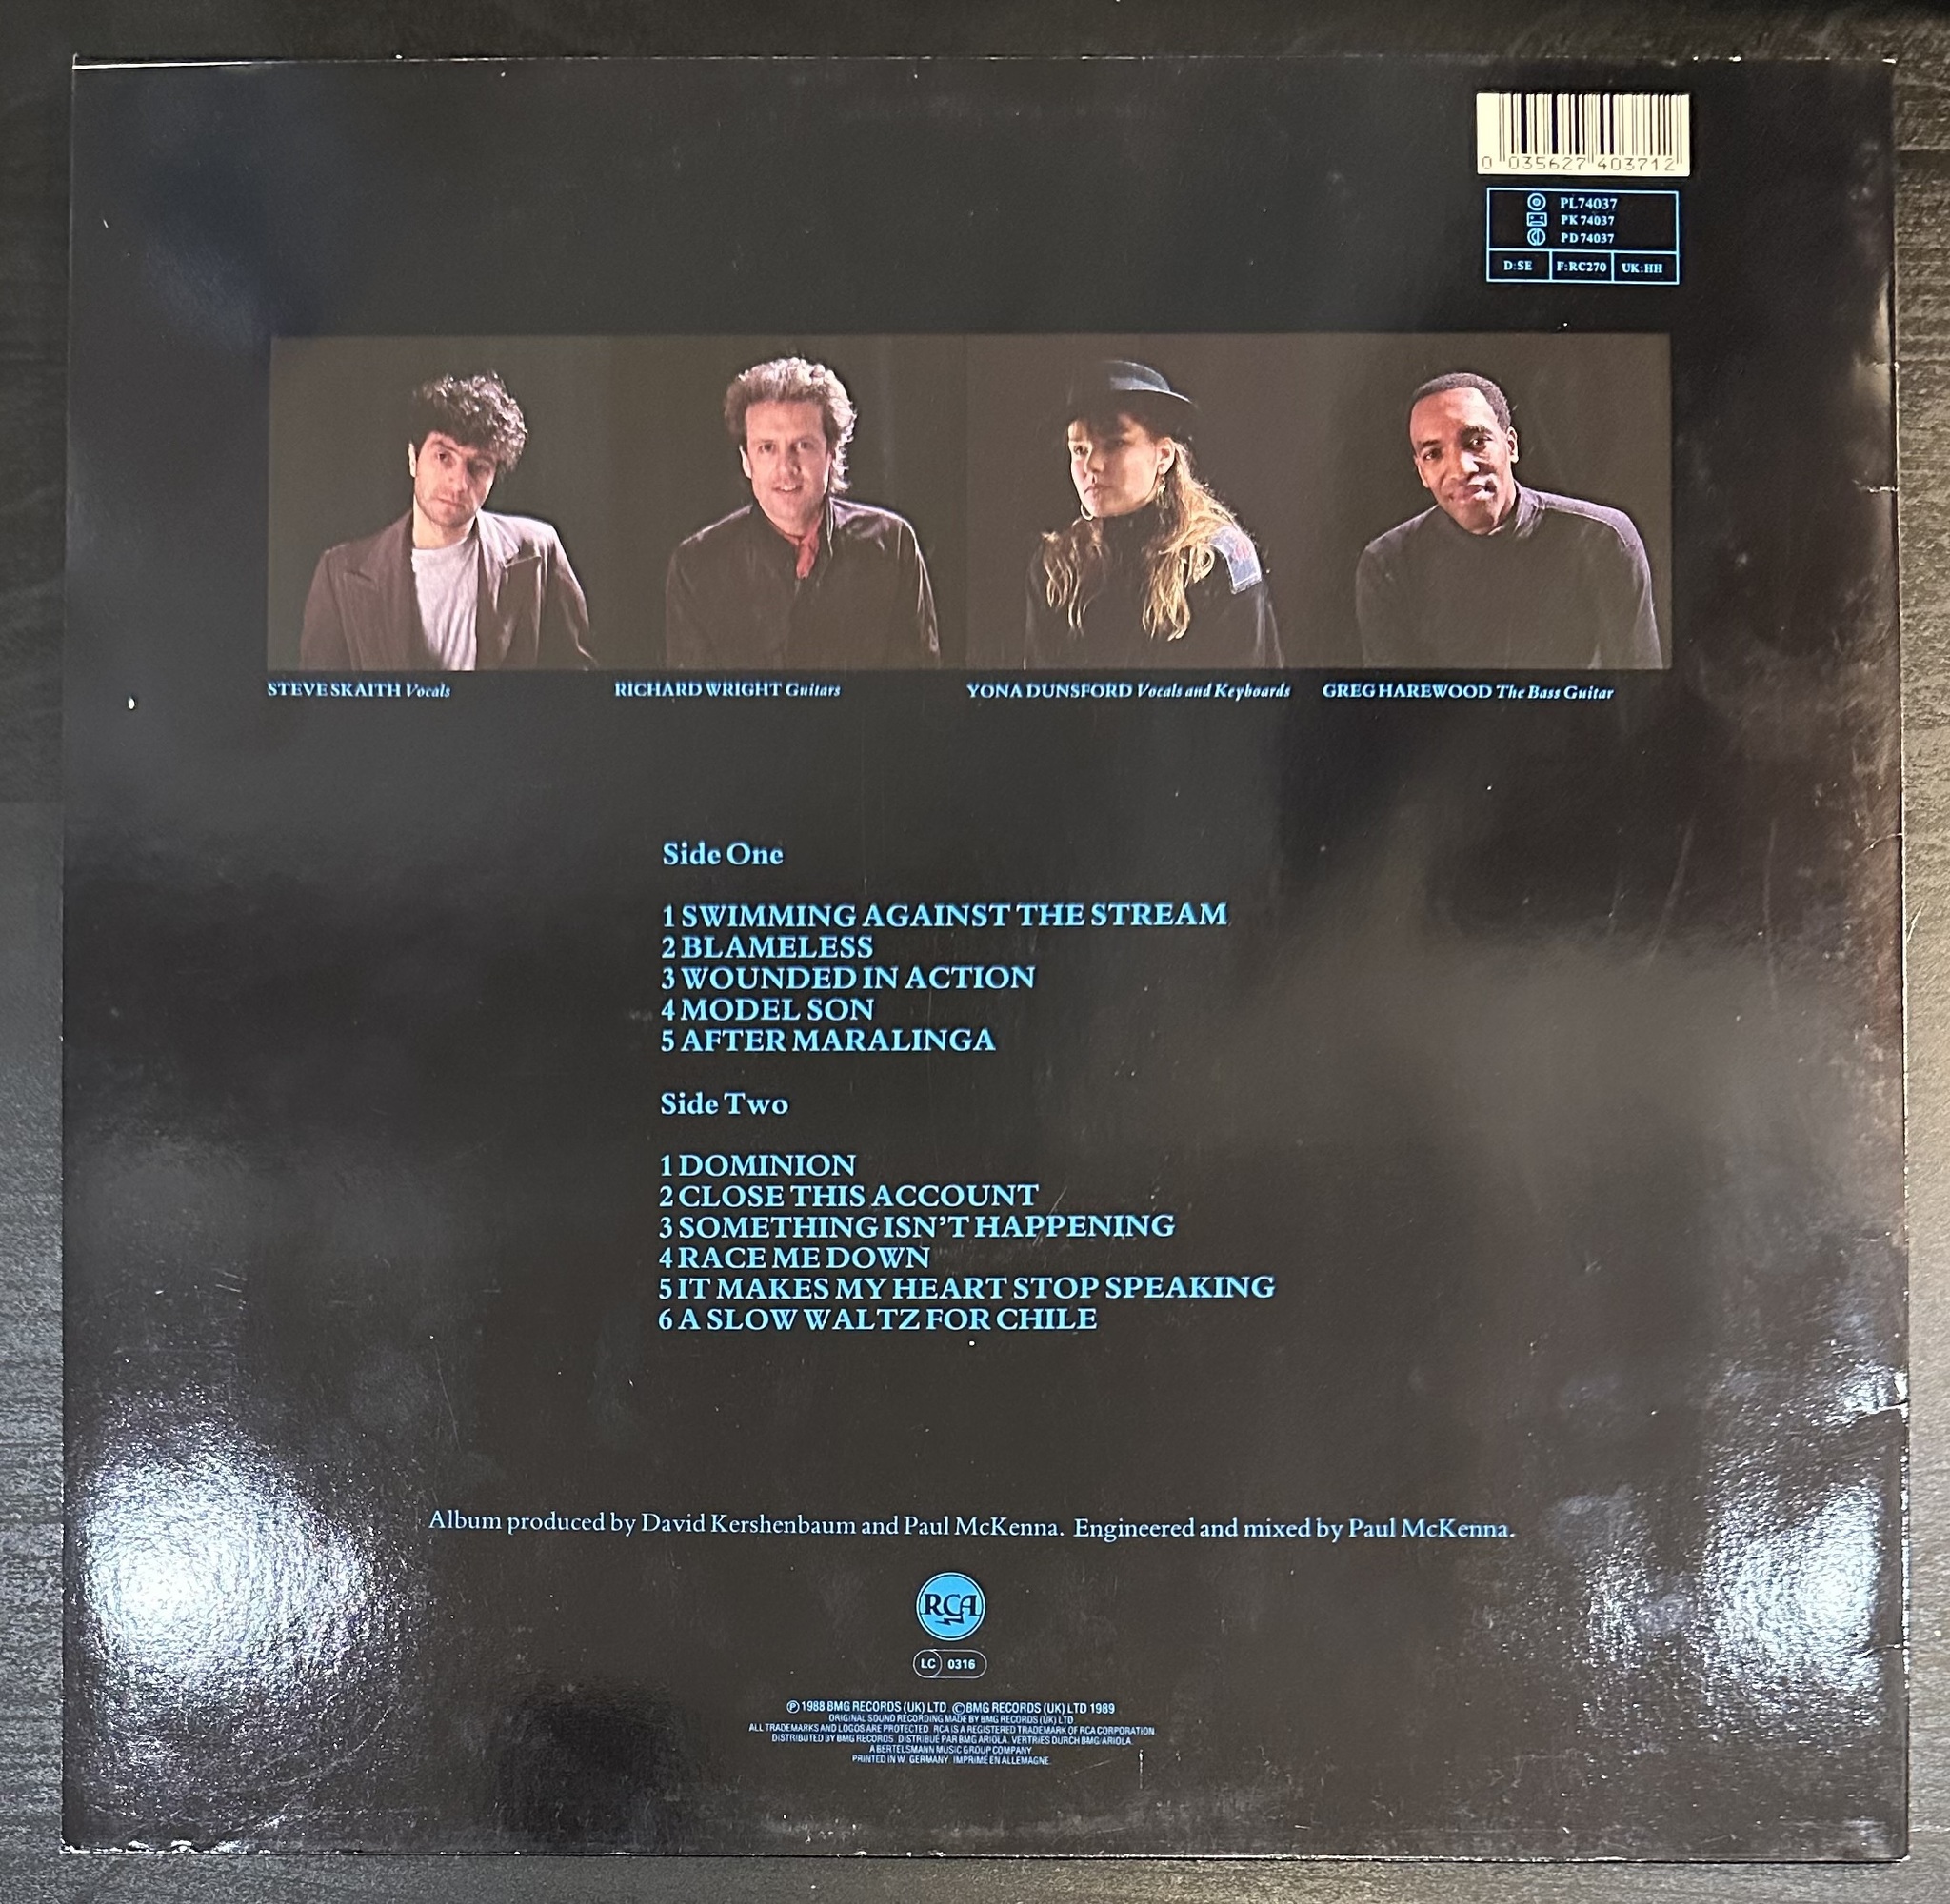 0 035627 403712
PL74037
PK74037
PD74037
D:SE F:RC270 UK:HH
STEVE SKAITH Vocals RICHARD WRIGHT Guitars YONA DUNSFORD Vocals and Keyboards GREG HAREWOOD The Bass Guitar
Side One
1 SWIMMING AGAINST THE STREAM
2 BLAMELESS
3 WOUNDED IN ACTION
4 MODEL SON
5 AFTER MARALINGA
Side Two
1 DOMINION
2 CLOSE THIS ACCOUNT
3 SOMETHING ISN'T HAPPENING
4 RACE ME DOWN
5 IT MAKES MY HEART STOP SPEAKING
6 A SLOW WALTZ FOR CHILE
Album produced by David Kershenbaum and Paul McKenna. Engineered and mixed by Paul McKenna.
RCA
LC 0316
℗ 1988 BMG RECORDS (UK) LTD. © BMG RECORDS (UK) LTD 1989
ORIGINAL SOUND RECORDING MADE BY BMG RECORDS (UK) LTD
ALL TRADEMARKS AND LOGOS ARE PROTECTED. RCA IS A REGISTERED TRADEMARK OF RCA CORPORATION.
DISTRIBUTED BY BMG RECORDS. DISTRIBUÉ PAR BMG ARIOLA. VERTRIEB DURCH BMG/ARIOLA.
A BERTELSMANN MUSIC GROUP COMPANY
PRINTED IN W. GERMANY. IMPRIMÉ EN ALLEMAGNE.